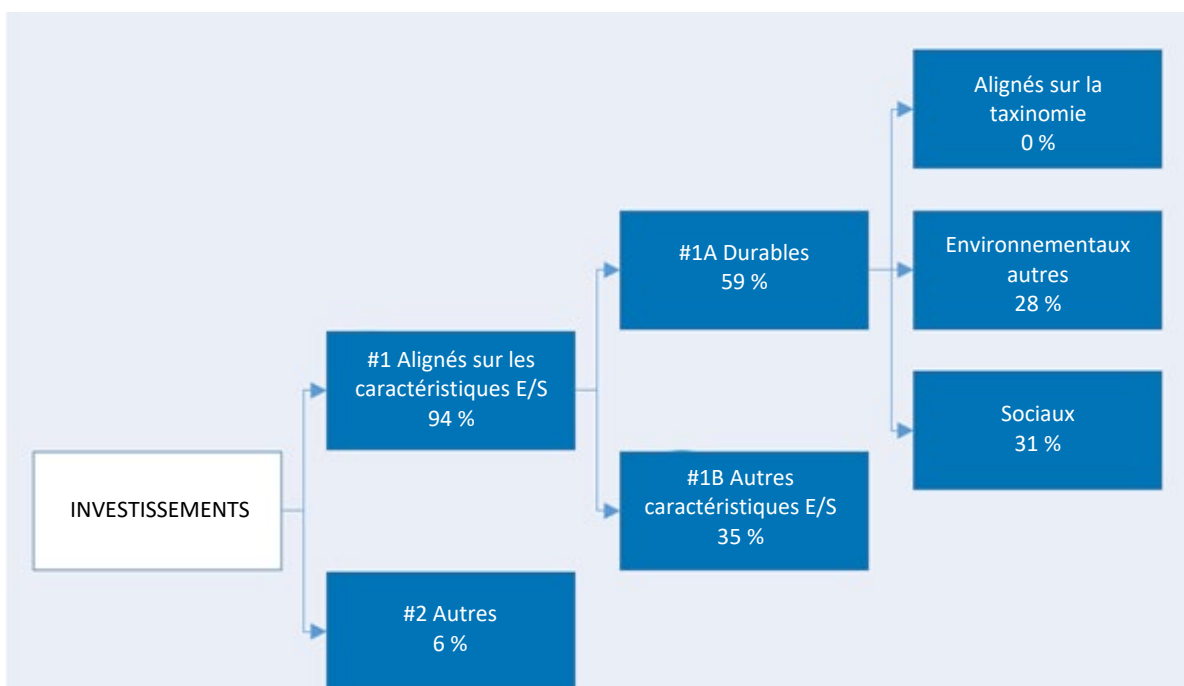 INVESTISSEMENTS
#1 Alignés sur les
caractéristiques E/S
94 %
#2 Autres
6 %
#1A Durables
59 %
#1B Autres
caractéristiques E/S
35 %
Alignés sur la
taxinomie
0 %
Environnementaux
autres
28 %
Sociaux
31 %